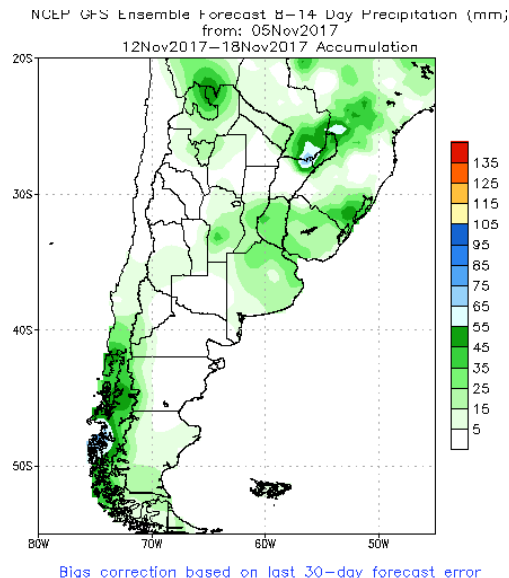 NCEP GFS Ensemble Forecast 8-14 Day Precipitation (mm)
from: 05Nov2017
12Nov2017-18Nov2017 Accumulation
20S
30S
40S
50S
80W
70W
60W
50W
135
125
115
105
95
85
75
65
55
45
35
25
15
5
Bias correction based on last 30-day forecast error